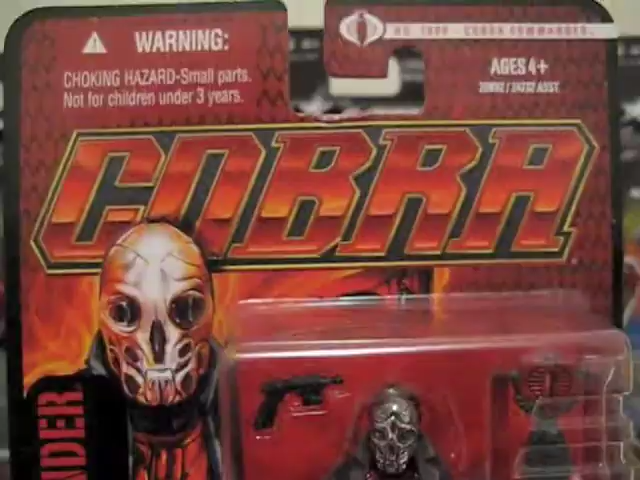 WARNING:
CHOKING HAZARD-Small parts.
Not for children under 3 years.
AGES 4+
COBRA
NDER